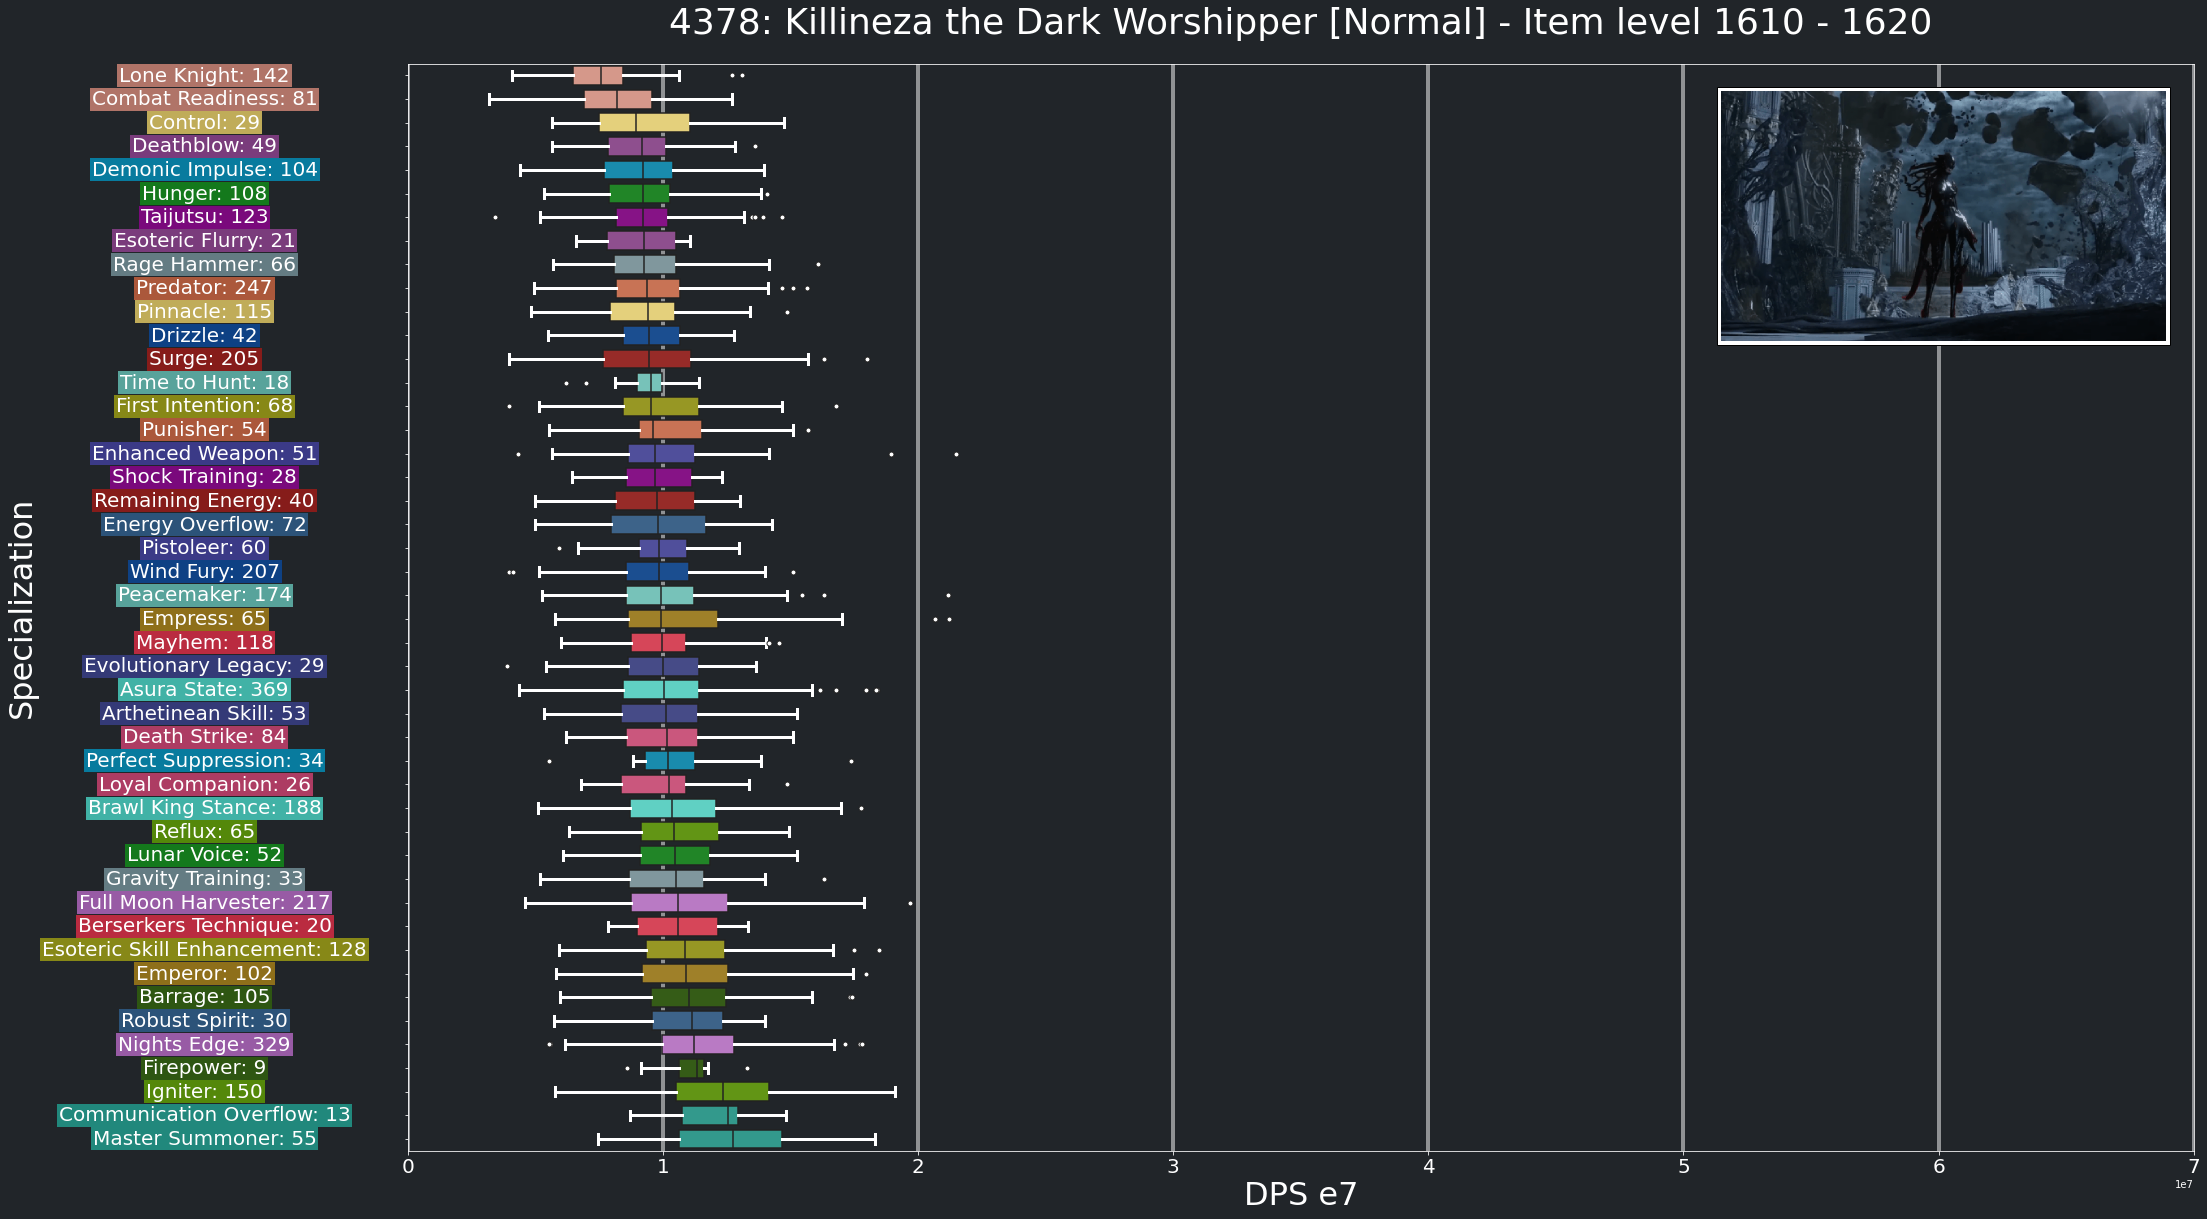 4378: Killineza the Dark Worshipper [Normal] - Item level 1610 - 1620
Lone Knight: 142
Combat Readiness: 81
Control: 29
Deathblow: 49
Demonic Impulse: 104
Hunger: 108
Taijutsu: 123
Esoteric Flurry: 21
Rage Hammer: 66
Predator: 247
Pinnacle: 115
Drizzle: 42
Surge: 205
Time to Hunt: 18
First Intention: 68
Punisher: 54
Enhanced Weapon: 51
Shock Training: 28
Remaining Energy: 40
Energy Overflow: 72
Pistoleer: 60
Wind Fury: 207
Peacemaker: 174
Empress: 65
Mayhem: 118
Evolutionary Legacy: 29
Asura State: 369
Arthetinean Skill: 53
Death Strike: 84
Perfect Suppression: 34
Loyal Companion: 26
Brawl King Stance: 188
Reflux: 65
Lunar Voice: 52
Gravity Training: 33
Full Moon Harvester: 217
Berserkers Technique: 20
Esoteric Skill Enhancement: 128
Emperor: 102
Barrage: 105
Robust Spirit: 30
Nights Edge: 329
Firepower: 9
Igniter: 150
Communication Overflow: 13
Master Summoner: 55
Specialization
0 1 2 3 4 5 6 7
1e7
DPS e7